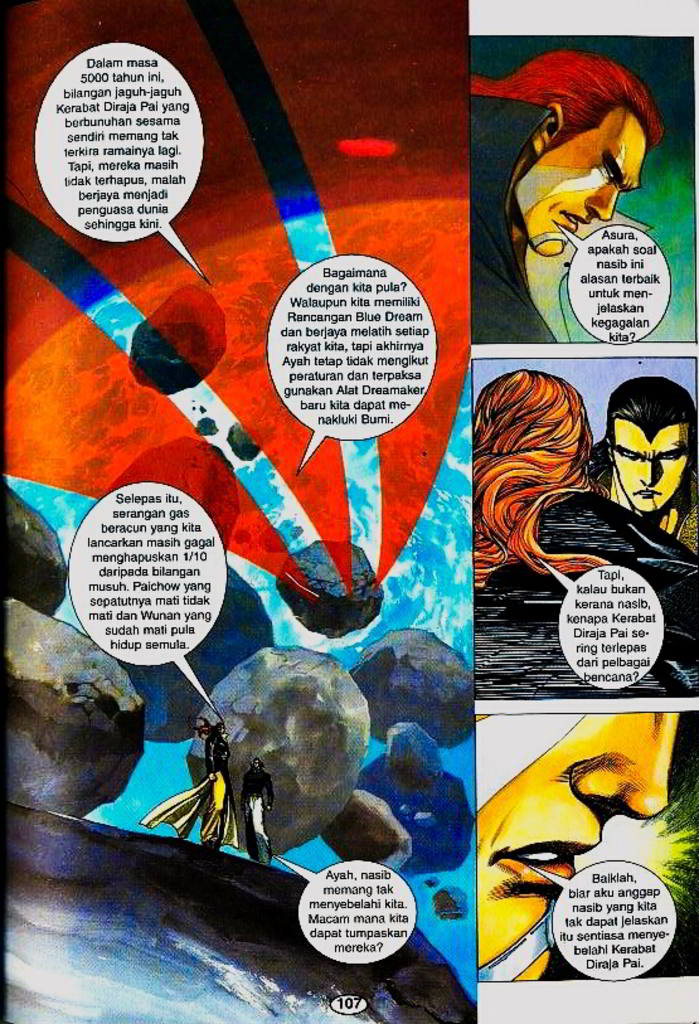 Dalam masa
5000 tahun ini,
bilangan jaguh-jaguh
Kerabat Diraja Pai yang
berbunuhan sesama
sendiri memang tak
terkira ramainya lagi.
Tapi, mereka masih
tidak terhapus, malah
berjaya menjadi
penguasa dunia
sehingga kini.
Bagaimana
dengan kita pula?
Walaupun kita memiliki
Rancangan Blue Dream
dan berjaya melatih setiap
rakyat kita, tapi akhirnya
Ayah tetap tidak mengikut
peraturan dan terpaksa
gunakan Alat Dreamaker
baru kita dapat me-
nakluki Bumi.
Selepas itu,
serangan gas
beracun yang kita
lancarkan masih gagal
menghapuskan 1/10
daripada bilangan
musuh. Paichow yang
sepatutnya mati tidak
mati dan Wunan yang
sudah mati pula
hidup semula.
Ayah, nasib
memang tak
menyebelahi kita.
Macam mana kita
dapat tumpaskan
mereka?
Asura,
apakah soal
nasib ini
alasan terbaik
untuk men-
jelaskan
kegagalan
kita?
Tapi,
kalau bukan
kerana nasib,
kenapa Kerabat
Diraja Pai se-
ring terlepas
dari pelbagai
bencana?
Baiklah,
biar aku anggap
nasib yang kita
tak dapat jelaskan
itu sentiasa menye-
belahi Kerabat
Diraja Pai.
107